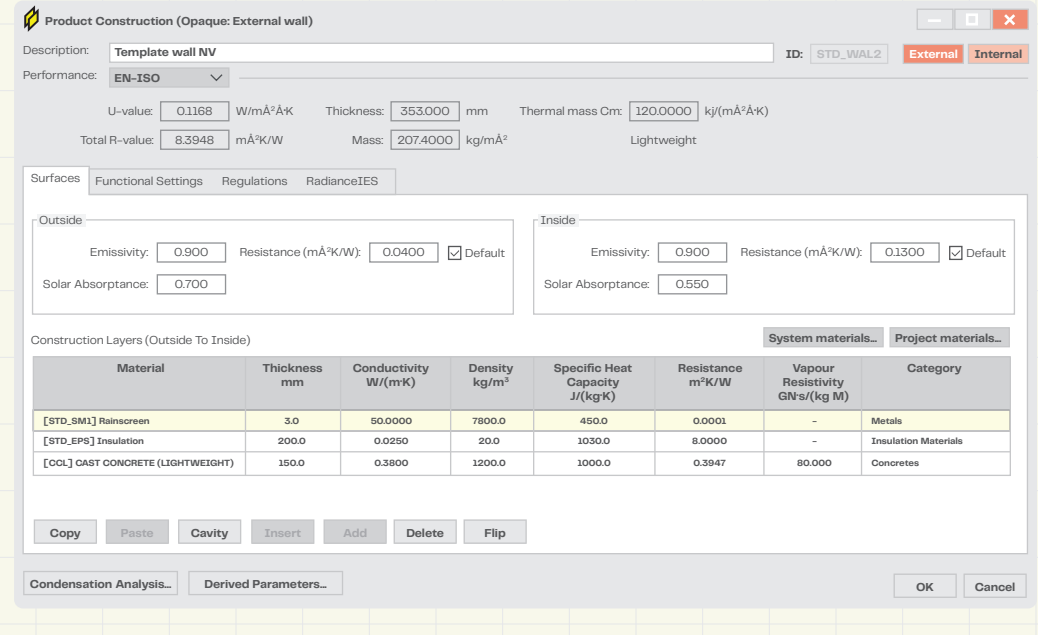 Product Construction (Opaque: External wall)
Description: Template wall NV ID: STD_WAL2 External Internal
Performance: EN-ISO
U-value: 0.1168 W/mÂ²Â·K Thickness: 353.000 mm Thermal mass Cm: 120.0000 kj/(mÂ²Â·K)
Total R-value: 8.3948 mÂ²K/W Mass: 207.4000 kg/mÂ² Lightweight
Surfaces Functional Settings Regulations RadianceIES
Outside Inside
Emissivity: 0.900 Resistance (mÂ²K/W): 0.0400 Default Emissivity: 0.900 Resistance (mÂ²K/W): 0.1300 Default
Solar Absorptance: 0.700 Solar Absorptance: 0.550
Construction Layers (Outside To Inside) System materials... Project materials...
Material Thickness Conductivity Density Specific Heat Resistance Vapour Category
mm W/(m·K) kg/m³ Capacity m²K/W Resistivity
J/(kg·K) GN·s/(kg M)
[STD_SM1] Rainscreen 3.0 50.0000 7800.0 450.0 0.0001 - Metals
[STD_EPS] Insulation 200.0 0.0250 20.0 1030.0 8.0000 - Insulation Materials
[CCL] CAST CONCRETE (LIGHTWEIGHT) 150.0 0.3800 1200.0 1000.0 0.3947 80.000 Concretes
Copy Paste Cavity Insert Add Delete Flip
Condensation Analysis... Derived Parameters... OK Cancel